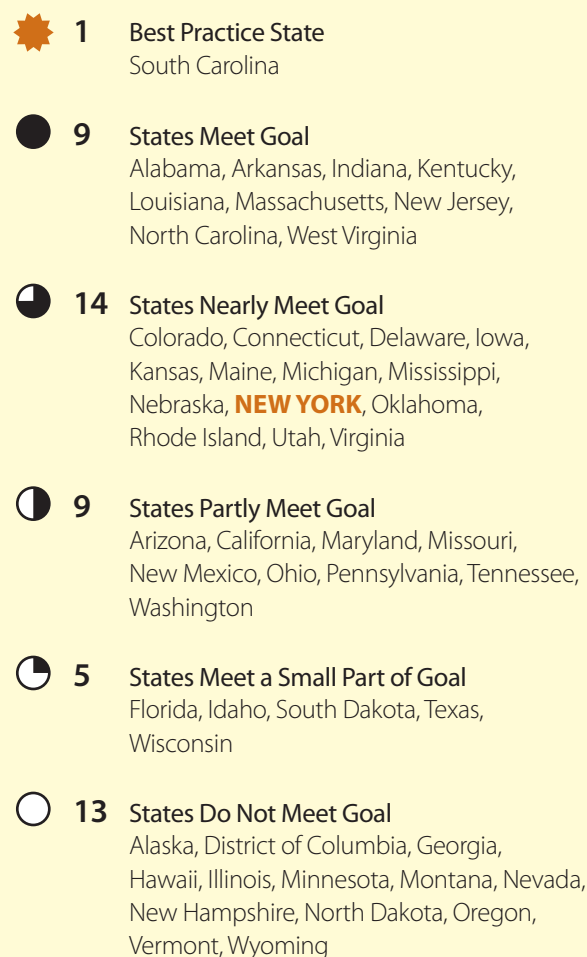 1 Best Practice State
South Carolina
9 States Meet Goal
Alabama, Arkansas, Indiana, Kentucky,
Louisiana, Massachusetts, New Jersey,
North Carolina, West Virginia
14 States Nearly Meet Goal
Colorado, Connecticut, Delaware, Iowa,
Kansas, Maine, Michigan, Mississippi,
Nebraska, NEW YORK, Oklahoma,
Rhode Island, Utah, Virginia
9 States Partly Meet Goal
Arizona, California, Maryland, Missouri,
New Mexico, Ohio, Pennsylvania, Tennessee,
Washington
5 States Meet a Small Part of Goal
Florida, Idaho, South Dakota, Texas,
Wisconsin
13 States Do Not Meet Goal
Alaska, District of Columbia, Georgia,
Hawaii, Illinois, Minnesota, Montana, Nevada,
New Hampshire, North Dakota, Oregon,
Vermont, Wyoming